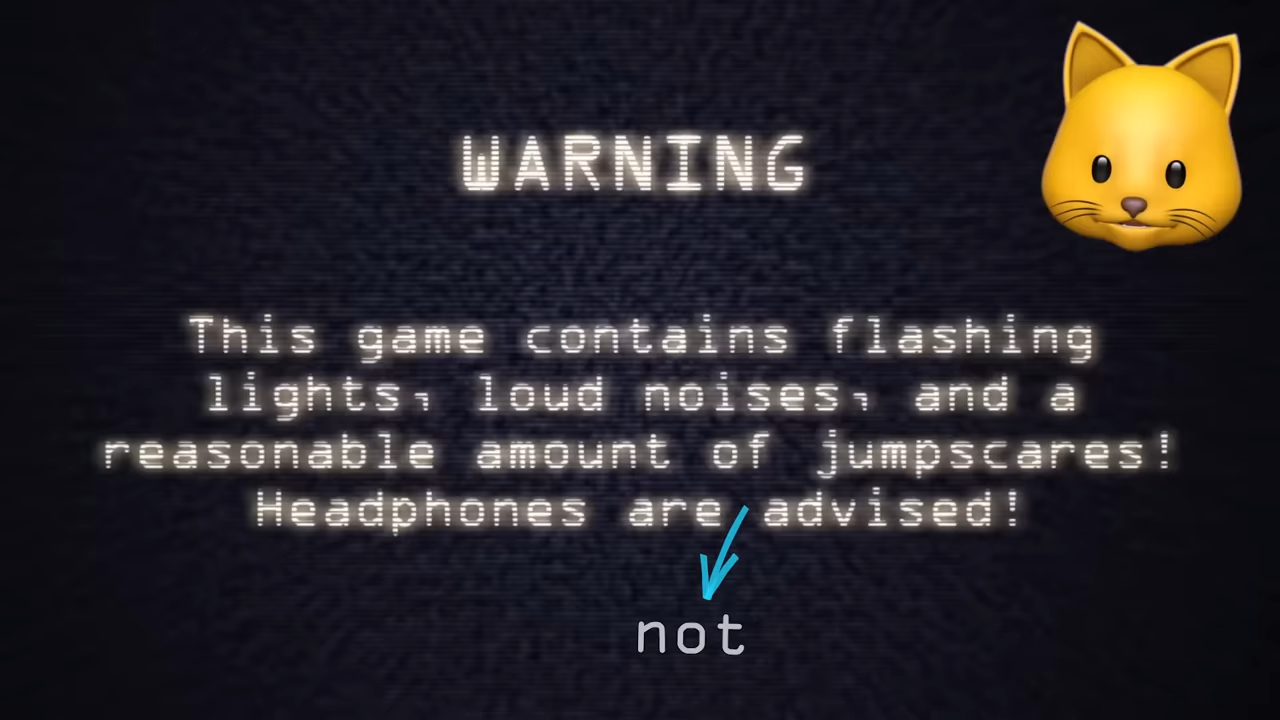 WARNING
This game contains flashing
lights, loud noises, and a
reasonable amount of jumpscares!
Headphones are advised!
not